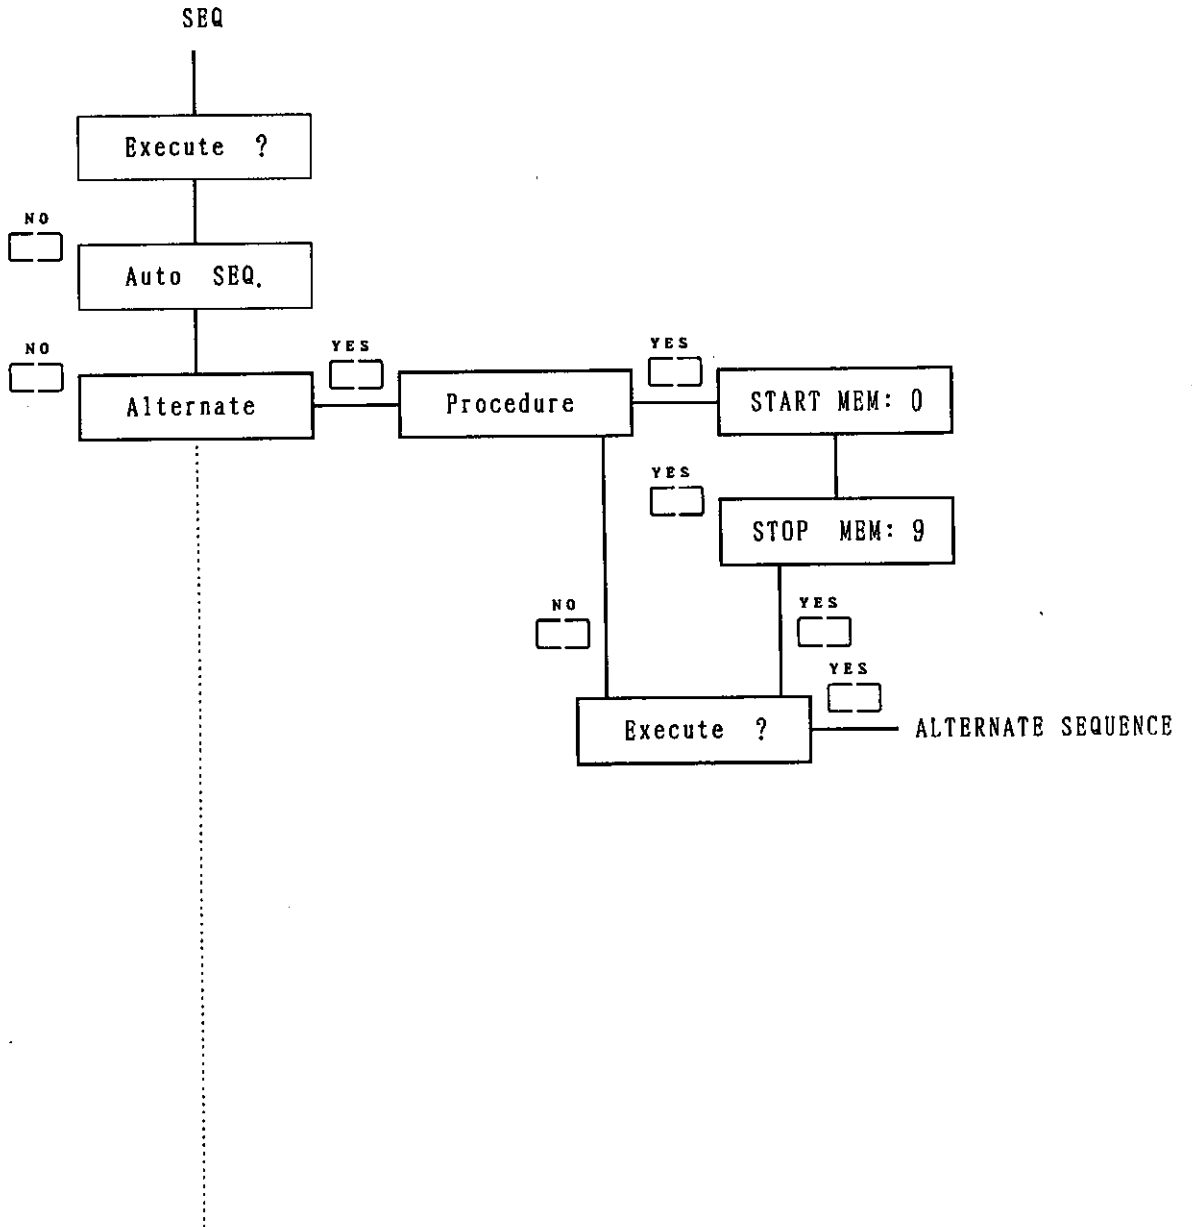 SEQ
Execute ?
NO
Auto SEQ.
NO
YES
YES
Alternate
Procedure
START MEM: 0
YES
STOP MEM: 9
NO
YES
YES
Execute ?
ALTERNATE SEQUENCE